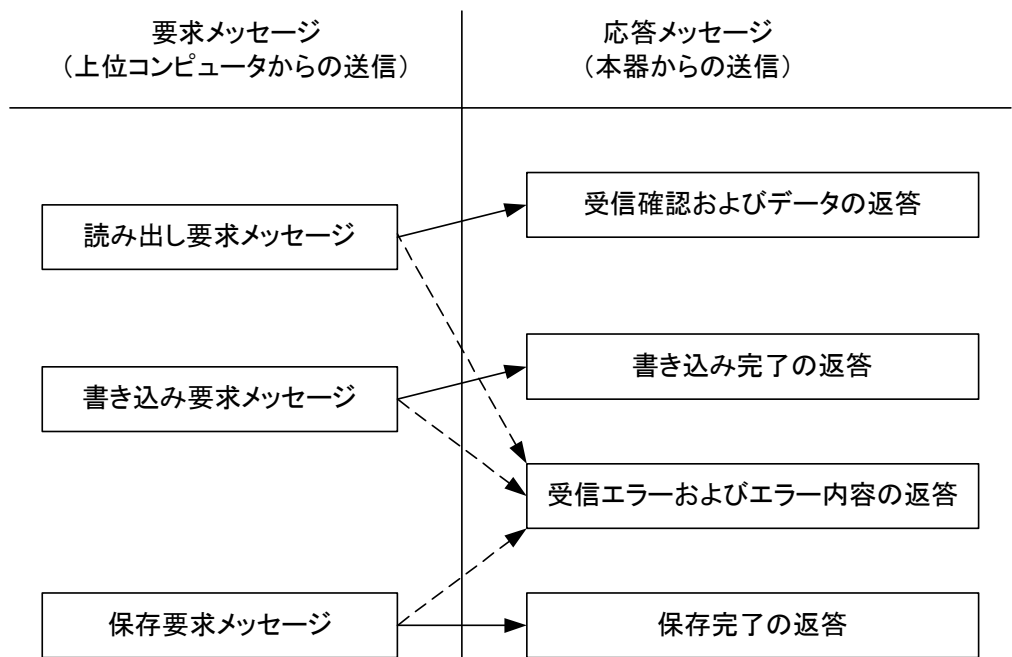 要求メッセージ
（上位コンピュータからの送信）
応答メッセージ
（本器からの送信）
読み出し要求メッセージ
受信確認およびデータの返答
書き込み要求メッセージ
書き込み完了の返答
受信エラーおよびエラー内容の返答
保存要求メッセージ
保存完了の返答